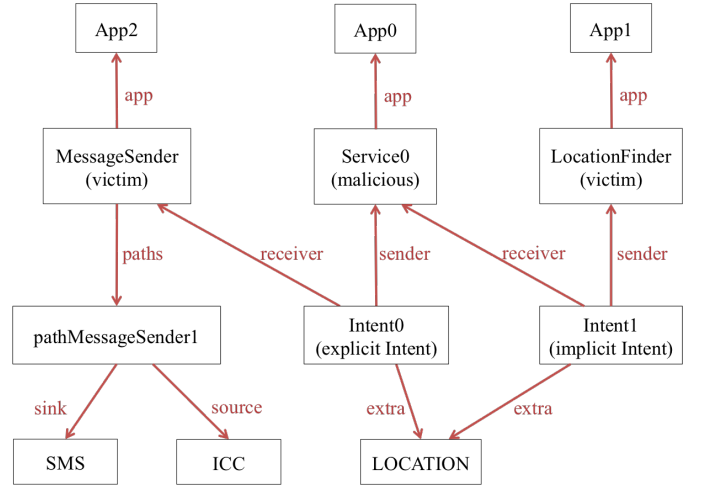 App2
App0
App1
app
app
app
MessageSender
(victim)
Service0
(malicious)
LocationFinder
(victim)
paths
receiver
sender
receiver
sender
pathMessageSender1
Intent0
(explicit Intent)
Intent1
(implicit Intent)
sink
source
extra
extra
SMS
ICC
LOCATION